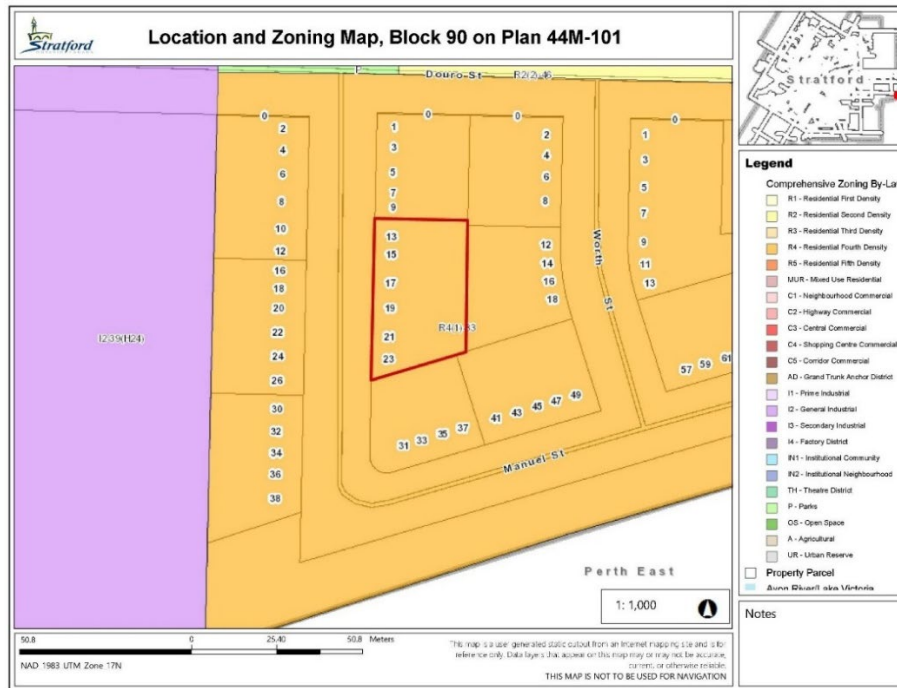 Stratford
Location and Zoning Map, Block 90 on Plan 44M-101
Stratford
P
Douro St
R2(2)-46
0
0
0
0
2
4
6
8
10
12
16
18
20
22
24
26
30
32
34
36
38
1
3
5
7
9
13
15
17
19
21
23
2
4
6
8
12
14
16
18
1
3
5
7
9
11
13
Worth St
I2-39(H24)
R4(1)-33
31 33 35 37
41 43 45 47 49
57 59 61
Manuel St
Perth East
1: 1,000
Legend
Comprehensive Zoning By-La
R1 - Residential First Density
R2 - Residential Second Density
R3 - Residential Third Density
R4 - Residential Fourth Density
R5 - Residential Fifth Density
MUR - Mixed Use Residential
C1 - Neighbourhood Commercial
C2 - Highway Commercial
C3 - Central Commercial
C4 - Shopping Centre Commercial
C5 - Corridor Commercial
AD - Grand Trunk Anchor District
I1 - Prime Industrial
I2 - General Industrial
I3 - Secondary Industrial
I4 - Factory District
IN1 - Institutional Community
IN2 - Institutional Neighbourhood
TH - Theatre District
P - Parks
OS - Open Space
A - Agricultural
UR - Urban Reserve
Property Parcel
Avon River/Lake Victoria
Notes
50.8 0 25.40 50.8 Meters
NAD 1983 UTM Zone 17N
This map is a user generated static output from an Internet mapping site and is for
reference only. Data layers that appear on this map may or may not be accurate,
current, or otherwise reliable.
THIS MAP IS NOT TO BE USED FOR NAVIGATION